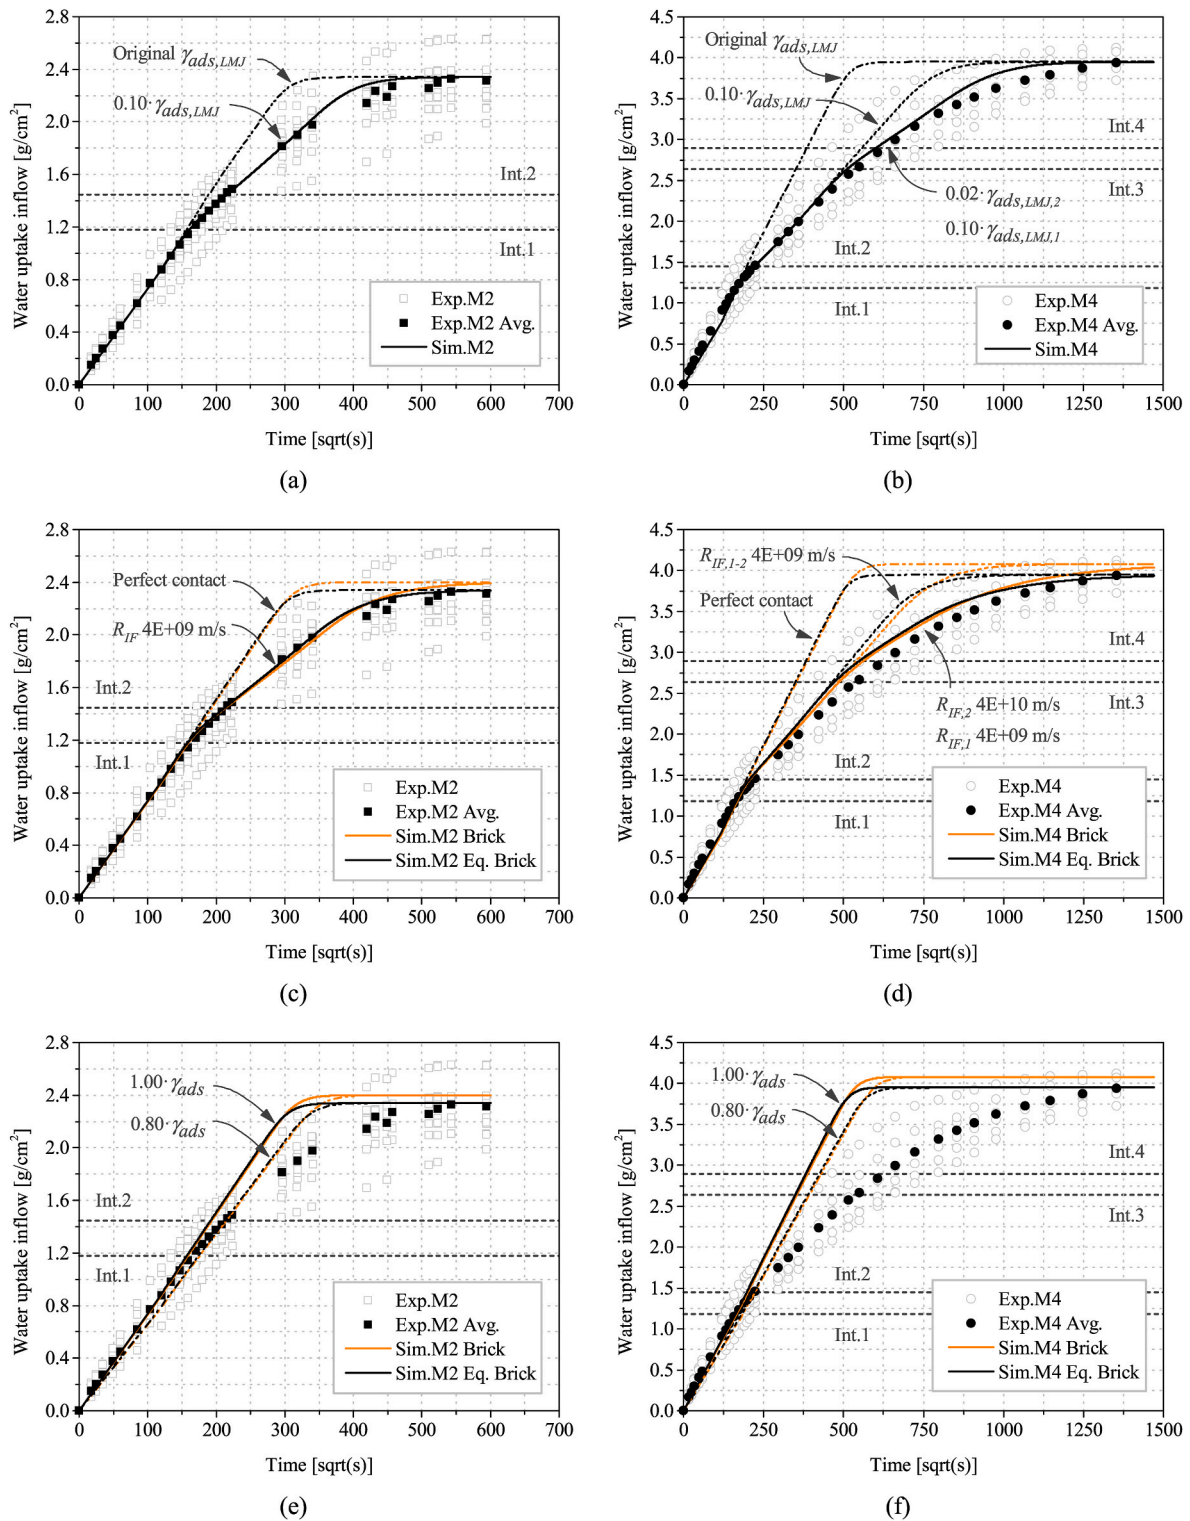 Water uptake inflow [g/cm²]
2.8
2.4
2.0
1.6
1.2
0.8
0.4
0.0
Original γads,LMJ
0.10·γads,LMJ
Int.2
Int.1
Exp.M2
Exp.M2 Avg.
Sim.M2
0 100 200 300 400 500 600 700
Time [sqrt(s)]
(a)
Water uptake inflow [g/cm²]
4.5
4.0
3.5
3.0
2.5
2.0
1.5
1.0
0.5
0.0
Original γads,LMJ
0.10·γads,LMJ
Int.4
Int.3
0.02·γads,LMJ,2
0.10·γads,LMJ,1
Int.2
Int.1
Exp.M4
Exp.M4 Avg.
Sim.M4
0 250 500 750 1000 1250 1500
Time [sqrt(s)]
(b)
Water uptake inflow [g/cm²]
2.8
2.4
2.0
1.6
1.2
0.8
0.4
0.0
Perfect contact
RIF 4E+09 m/s
Int.2
Int.1
Exp.M2
Exp.M2 Avg.
Sim.M2 Brick
Sim.M2 Eq. Brick
0 100 200 300 400 500 600 700
Time [sqrt(s)]
(c)
Water uptake inflow [g/cm²]
4.5
4.0
3.5
3.0
2.5
2.0
1.5
1.0
0.5
0.0
RIF,1-2 4E+09 m/s
Perfect contact
Int.4
Int.3
RIF,2 4E+10 m/s
RIF,1 4E+09 m/s
Int.2
Int.1
Exp.M4
Exp.M4 Avg.
Sim.M4 Brick
Sim.M4 Eq. Brick
0 250 500 750 1000 1250 1500
Time [sqrt(s)]
(d)
Water uptake inflow [g/cm²]
2.8
2.4
2.0
1.6
1.2
0.8
0.4
0.0
1.00·γads
0.80·γads
Int.2
Int.1
Exp.M2
Exp.M2 Avg.
Sim.M2 Brick
Sim.M2 Eq. Brick
0 100 200 300 400 500 600 700
Time [sqrt(s)]
(e)
Water uptake inflow [g/cm²]
4.5
4.0
3.5
3.0
2.5
2.0
1.5
1.0
0.5
0.0
1.00·γads
0.80·γads
Int.4
Int.3
Int.2
Int.1
Exp.M4
Exp.M4 Avg.
Sim.M4 Brick
Sim.M4 Eq. Brick
0 250 500 750 1000 1250 1500
Time [sqrt(s)]
(f)